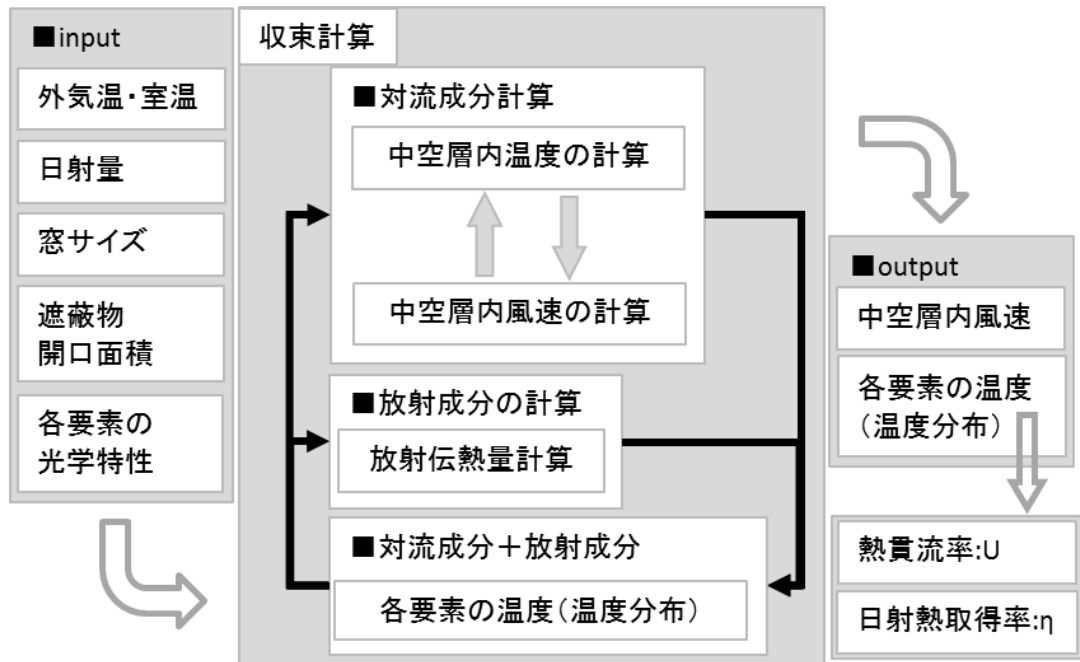 ■input
外気温・室温
日射量
窓サイズ
遮蔽物
開口面積
各要素の
光学特性
収束計算
■対流成分計算
中空層内温度の計算
中空層内風速の計算
■放射成分の計算
放射伝熱量計算
■対流成分＋放射成分
各要素の温度（温度分布）
■output
中空層内風速
各要素の温度
（温度分布）
熱貫流率:U
日射熱取得率:η